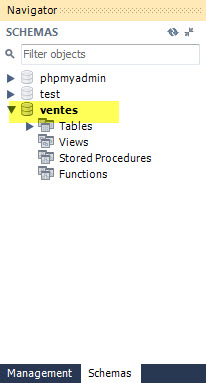 Navigator
SCHEMAS
Filter objects
phpmyadmin
test
ventes
Tables
Views
Stored Procedures
Functions
Management Schemas